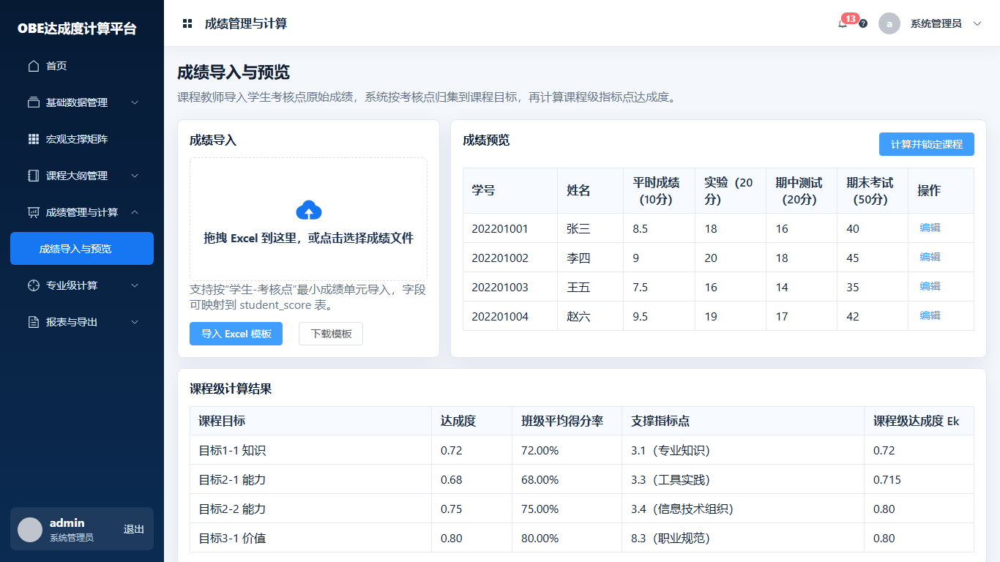 OBE达成度计算平台
首页
基础数据管理
宏观支撑矩阵
课程大纲管理
成绩管理与计算
成绩导入与预览
专业级计算
报表与导出
admin
系统管理员
退出
成绩管理与计算
13
?
a
系统管理员
成绩导入与预览
课程教师导入学生考核点原始成绩，系统按考核点归集到课程目标，再计算课程级指标点达成度。
成绩导入
拖拽 Excel 到这里，或点击选择成绩文件
支持按“学生-考核点”最小成绩单元导入，字段
可映射到 student_score 表。
导入 Excel 模板 下载模板
成绩预览
计算并锁定课程
学号 姓名 平时成绩（10分） 实验（20分） 期中测试（20分） 期末考试（50分） 操作
202201001 张三 8.5 18 16 40 编辑
202201002 李四 9 20 18 45 编辑
202201003 王五 7.5 16 14 35 编辑
202201004 赵六 9.5 19 17 42 编辑
课程级计算结果
课程目标 达成度 班级平均得分率 支撑指标点 课程级达成度 Ek
目标1-1 知识 0.72 72.00% 3.1（专业知识） 0.72
目标2-1 能力 0.68 68.00% 3.3（工具实践） 0.715
目标2-2 能力 0.75 75.00% 3.4（信息技术组织） 0.80
目标3-1 价值 0.80 80.00% 8.3（职业规范） 0.80